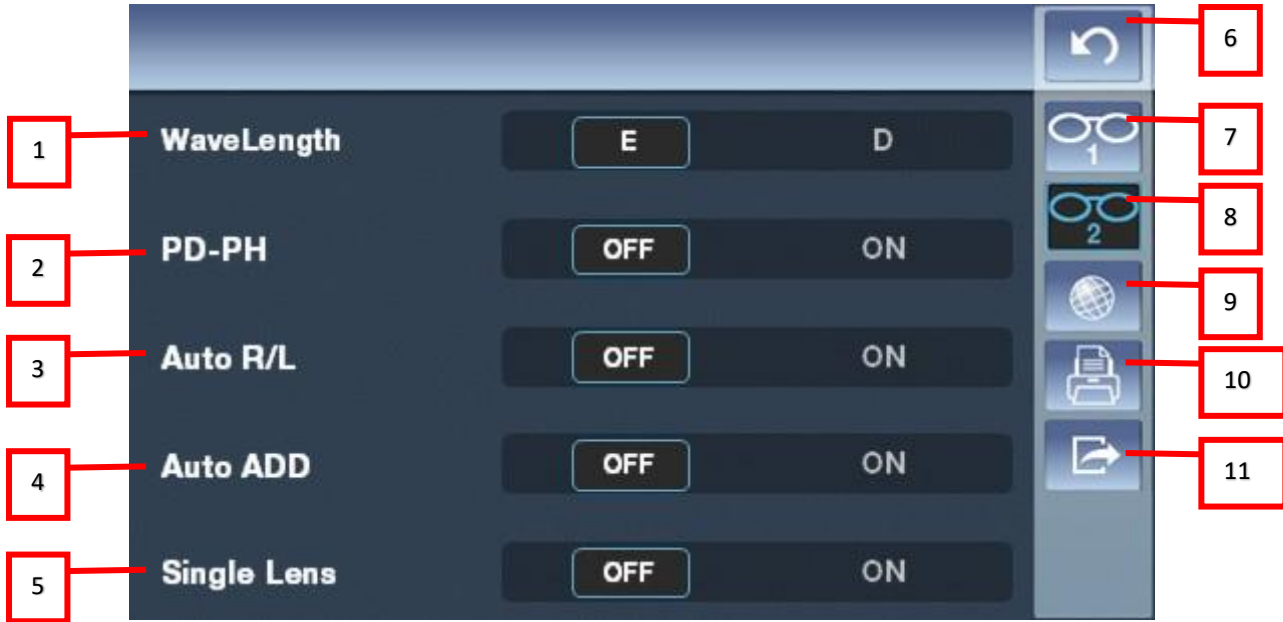 6
1 WaveLength E D 1 7
2 8
2 PD-PH OFF ON
9
3 Auto R/L OFF ON 10
4 Auto ADD OFF ON 11
5 Single Lens OFF ON